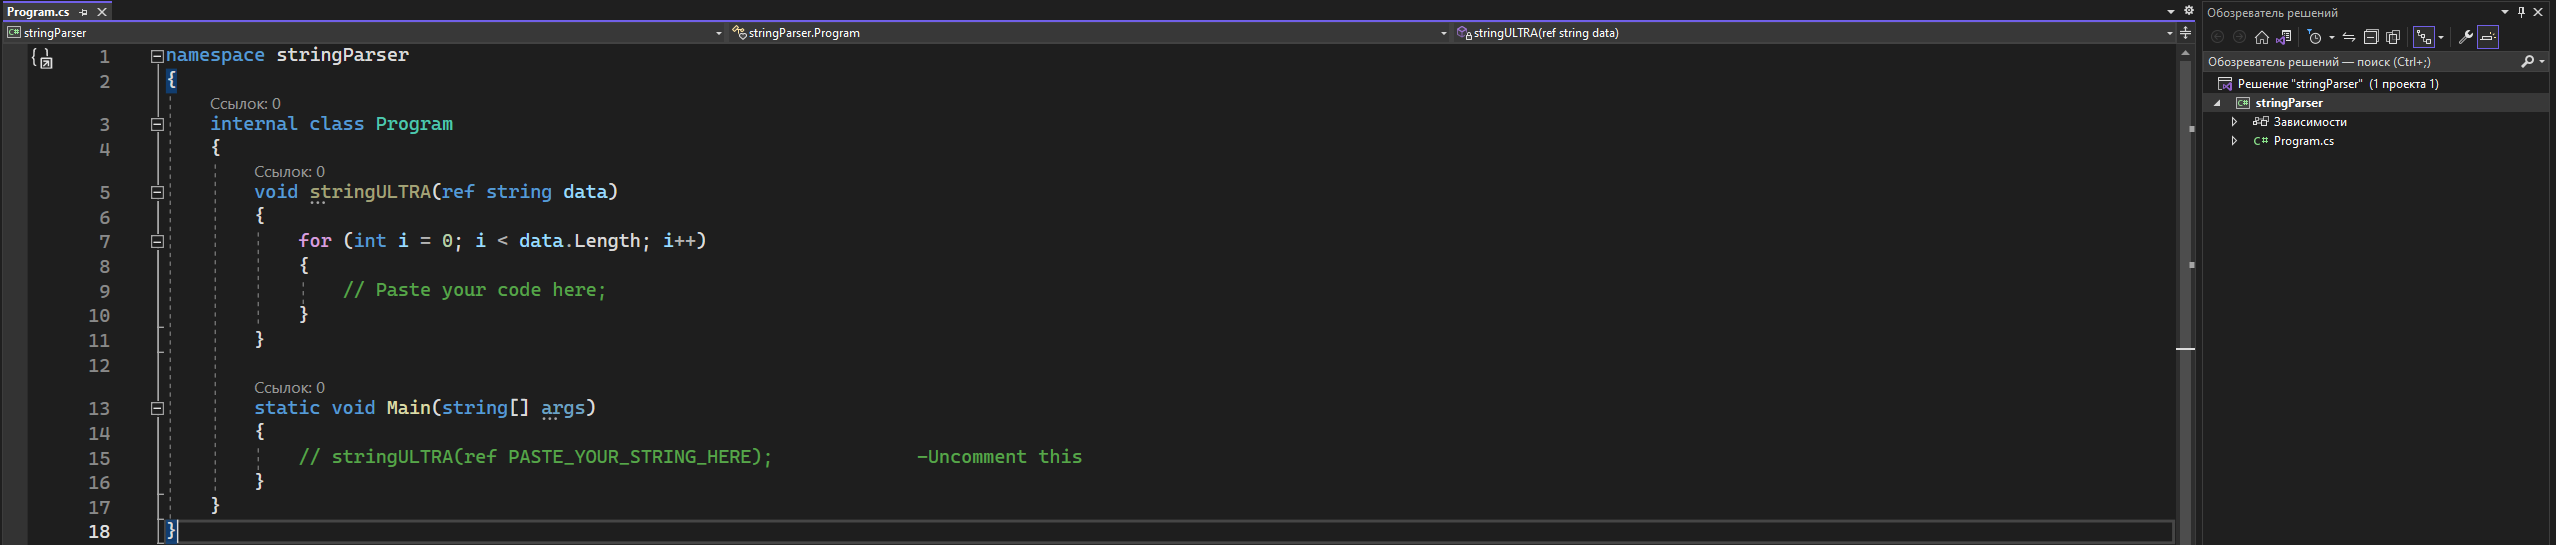 Program.cs
stringParser
stringParser.Program
stringULTRA(ref string data)
1 namespace stringParser
2 {
Ссылок: 0
3 internal class Program
4 {
Ссылок: 0
5 void stringULTRA(ref string data)
6 {
7 for (int i = 0; i < data.Length; i++)
8 {
9 // Paste your code here;
10 }
11 }
12
Ссылок: 0
13 static void Main(string[] args)
14 {
15 // stringULTRA(ref PASTE_YOUR_STRING_HERE); -Uncomment this
16 }
17 }
18 }
Обозреватель решений
Обозреватель решений — поиск (Ctrl+;)
Решение "stringParser" (1 проекта 1)
stringParser
Зависимости
C# Program.cs